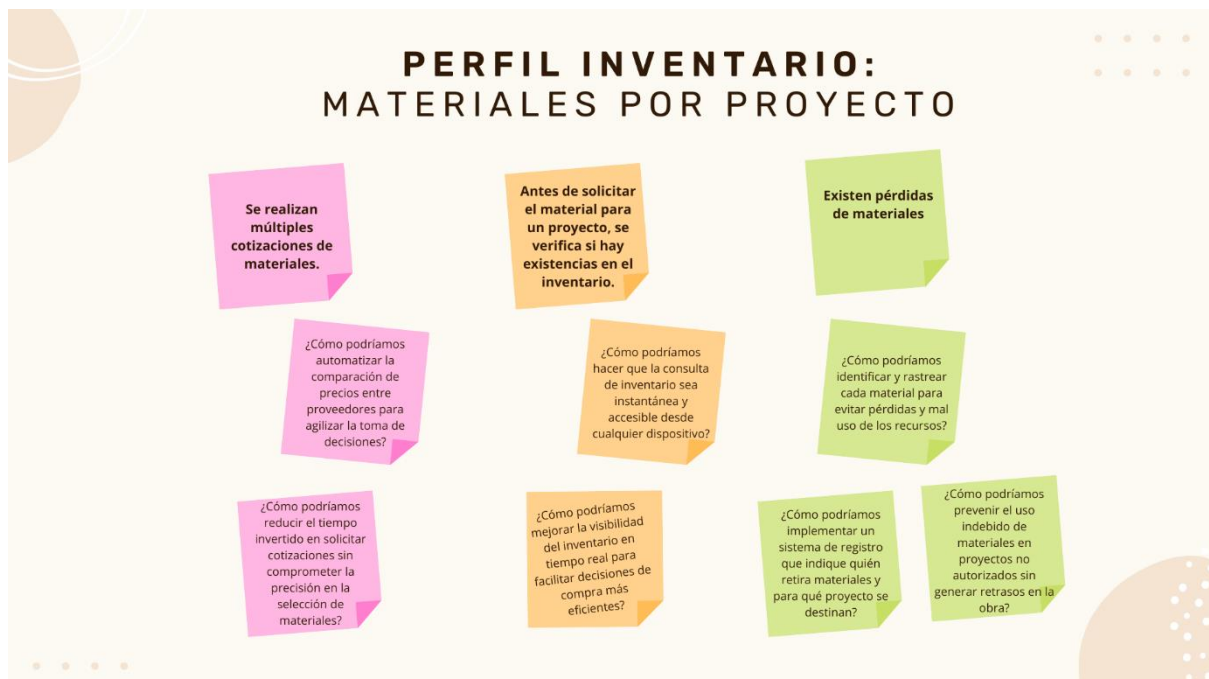 PERFIL INVENTARIO:
MATERIALES POR PROYECTO
Se realizan
múltiples
cotizaciones de
materiales.
Antes de solicitar
el material para
un proyecto, se
verifica si hay
existencias en el
inventario.
Existen pérdidas
de materiales
¿Cómo podríamos
automatizar la
comparación de
precios entre
proveedores para
agilizar la toma de
decisiones?
¿Cómo podríamos
hacer que la consulta
de inventario sea
instantánea y
accesible desde
cualquier dispositivo?
¿Cómo podríamos
identificar y rastrear
cada material para
evitar pérdidas y mal
uso de los recursos?
¿Cómo podríamos
reducir el tiempo
invertido en solicitar
cotizaciones sin
comprometer la
precisión en la
selección de
materiales?
¿Cómo podríamos
mejorar la visibilidad
del inventario en
tiempo real para
facilitar decisiones de
compra más
eficientes?
¿Cómo podríamos
implementar un
sistema de registro
que indique quién
retira materiales y
para qué proyecto se
destinan?
¿Cómo podríamos
prevenir el uso
indebido de
materiales en
proyectos no
autorizados sin
generar retrasos en la
obra?